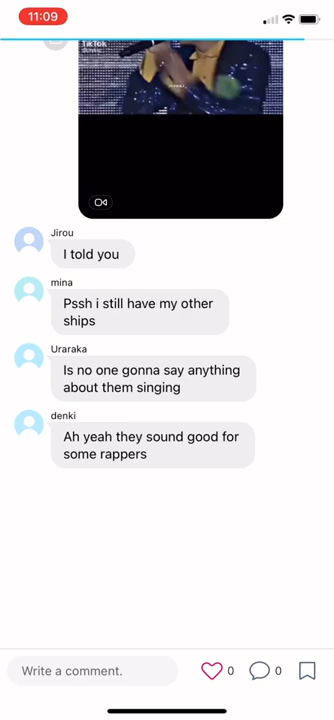 11:09
TikTok
Jirou
I told you
mina
Pssh i still have my other
ships
Uraraka
Is no one gonna say anything
about them singing
denki
Ah yeah they sound good for
some rappers
Write a comment.
0
0